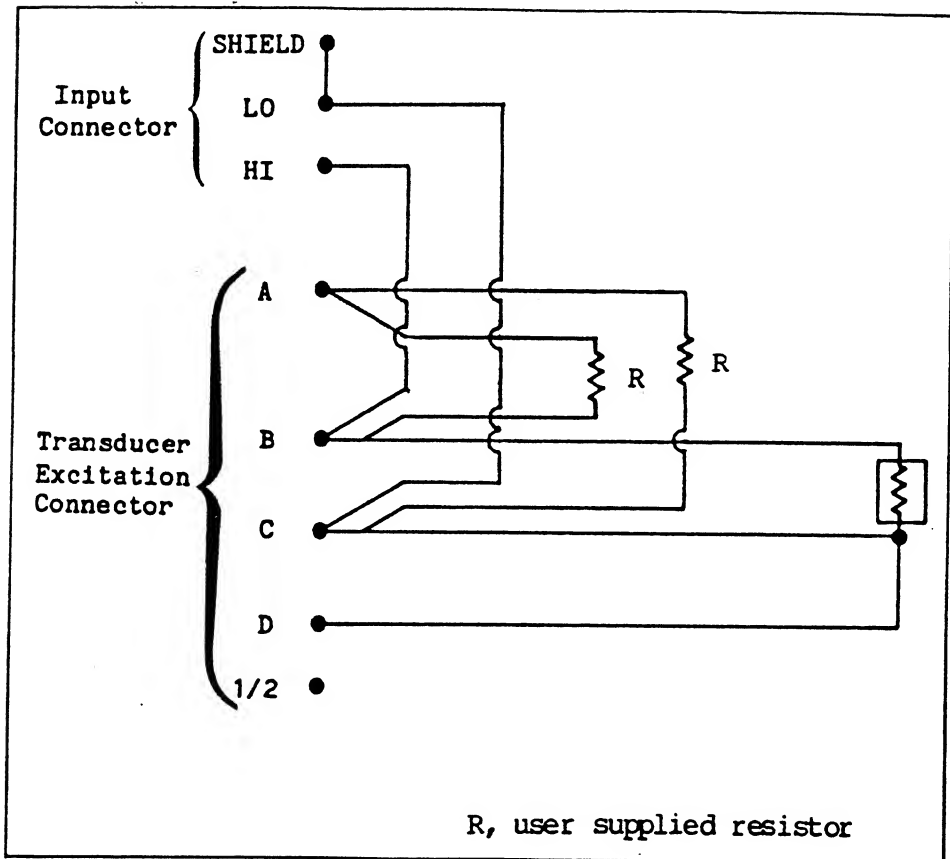 SHIELD
Input
Connector
LO
HI
A
R
R
B
Transducer
Excitation
Connector
C
D
1/2
R, user supplied resistor